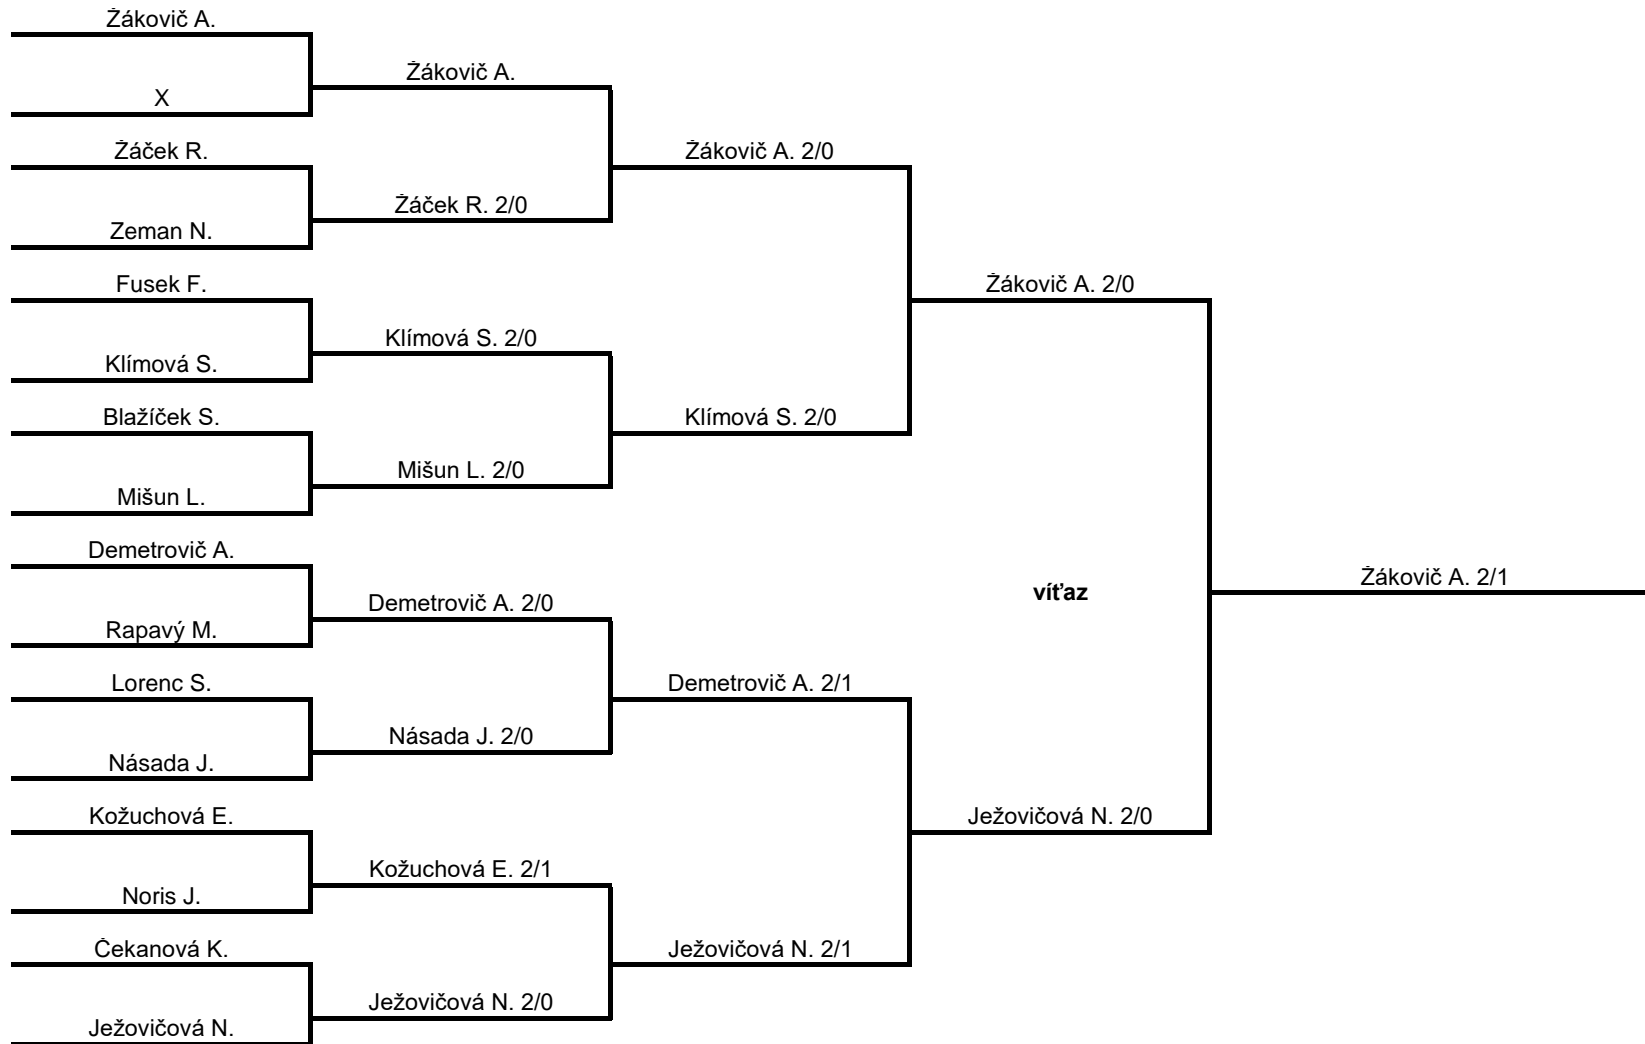 Žákovič A.
X
Žáček R.
Zeman N.
Fusek F.
Klímová S.
Blažíček S.
Mišun L.
Demetrovič A.
Rapavý M.
Lorenc S.
Násada J.
Kožuchová E.
Noris J.
Čekanová K.
Ježovičová N.
Žákovič A.
Žáček R. 2/0
Klímová S. 2/0
Mišun L. 2/0
Demetrovič A. 2/0
Násada J. 2/0
Kožuchová E. 2/1
Ježovičová N. 2/0
Žákovič A. 2/0
Klímová S. 2/0
Demetrovič A. 2/1
Ježovičová N. 2/1
Žákovič A. 2/0
víťaz
Ježovičová N. 2/0
Žákovič A. 2/1